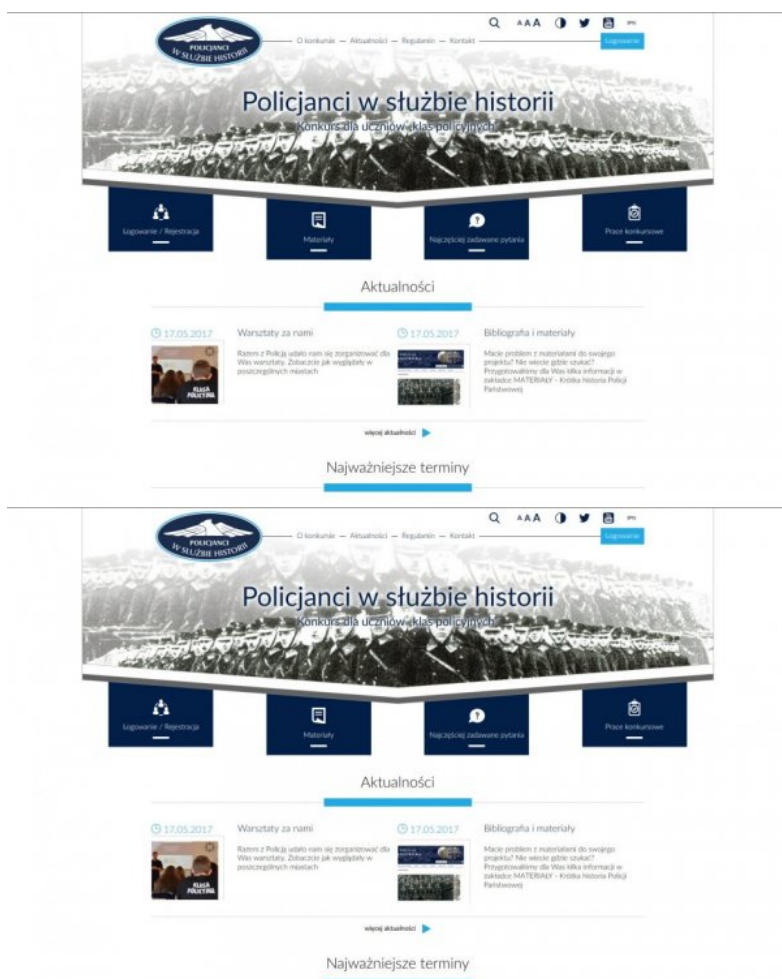 POLICJANCI
W SŁUŻBIE HISTORII
O konkursie — Aktualności — Regulamin — Kontakt
A A A
IPN
Logowanie
Policjanci w służbie historii
Konkurs dla uczniów „klas policyjnych”
Logowanie / Rejestracja
Materiały
Najczęściej zadawane pytania
Prace konkursowe
Aktualności
17.05.2017
Warsztaty za nami
Razem z Policją udało nam się zorganizować dla
Was warsztaty. Zobaczcie jak wyglądały w
poszczególnych miastach
KLASA
POLICYJNA
17.05.2017
Bibliografia i materiały
Macie problem z materiałami do swojego
projektu? Nie wiecie gdzie szukać?
Przygotowaliśmy dla Was kilka informacji w
zakładce MATERIAŁY - Krótka historia Policji
Państwowej
więcej aktualności
Najważniejsze terminy
POLICJANCI
W SŁUŻBIE HISTORII
O konkursie — Aktualności — Regulamin — Kontakt
A A A
IPN
Logowanie
Policjanci w służbie historii
Konkurs dla uczniów „klas policyjnych”
Logowanie / Rejestracja
Materiały
Najczęściej zadawane pytania
Prace konkursowe
Aktualności
17.05.2017
Warsztaty za nami
Razem z Policją udało nam się zorganizować dla
Was warsztaty. Zobaczcie jak wyglądały w
poszczególnych miastach
KLASA
POLICYJNA
17.05.2017
Bibliografia i materiały
Macie problem z materiałami do swojego
projektu? Nie wiecie gdzie szukać?
Przygotowaliśmy dla Was kilka informacji w
zakładce MATERIAŁY - Krótka historia Policji
Państwowej
więcej aktualności
Najważniejsze terminy